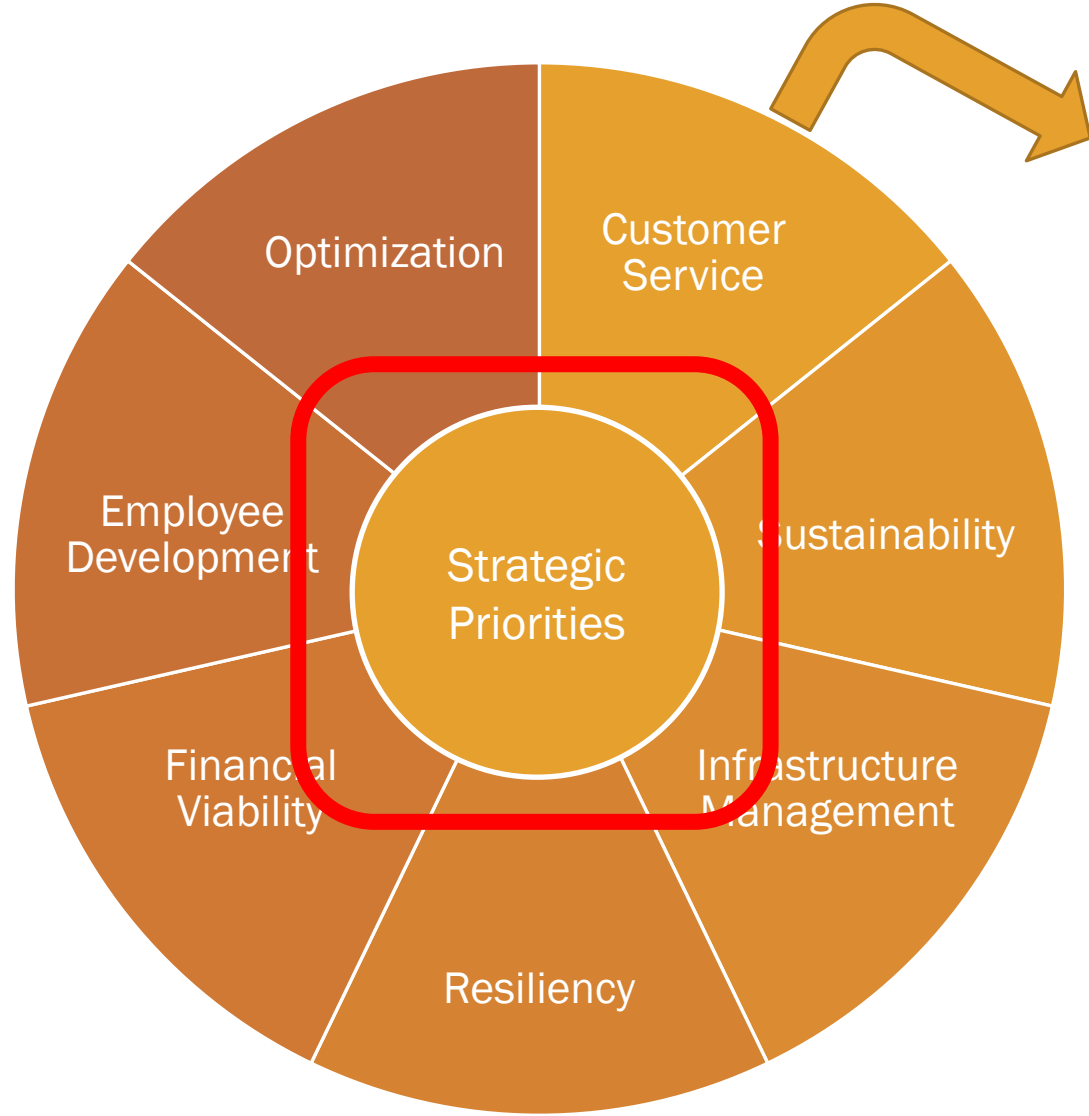 Optimization
Customer
Service
Employee
Development
Sustainability
Strategic
Priorities
Financial
Viability
Infrastructure
Management
Resiliency